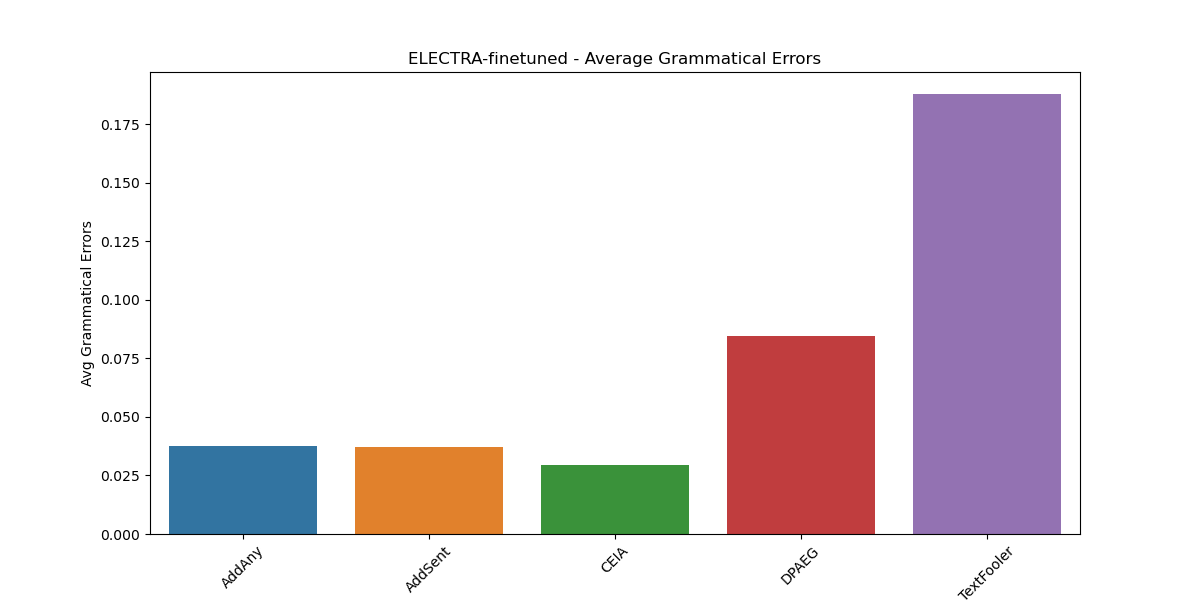 ELECTRA-finetuned - Average Grammatical Errors
Avg Grammatical Errors
0.175
0.150
0.125
0.100
0.075
0.050
0.025
0.000
AddAny
AddSent
CEIA
DPAEG
TextFooler